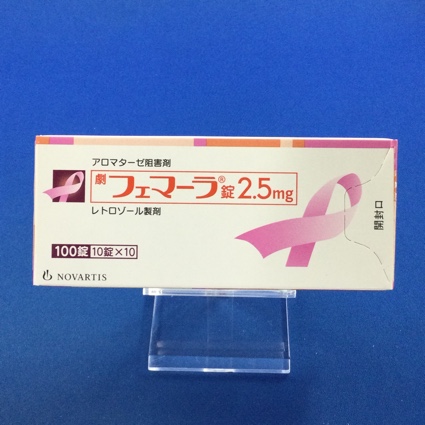 アロマターゼ阻害剤
劇 フェマーラ®錠 2.5mg
レトロゾール製剤
100錠 10錠×10
NOVARTIS
開封口